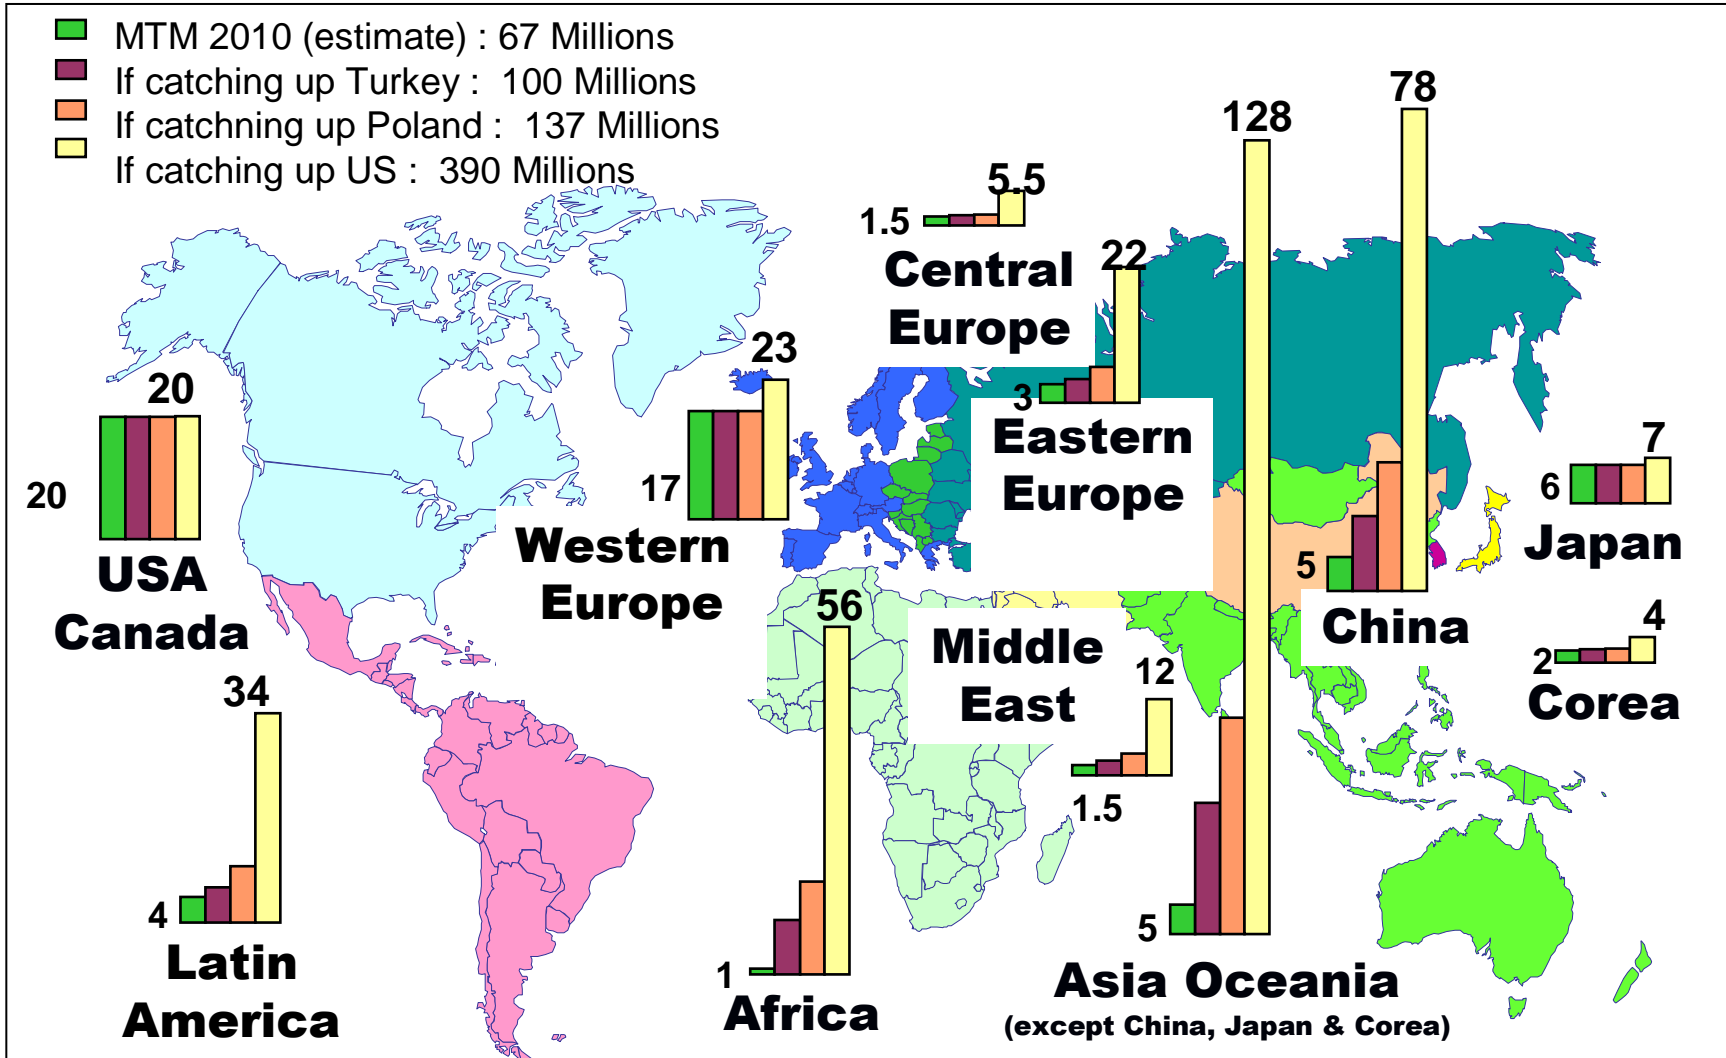 MTM 2010 (estimate) : 67 Millions
If catching up Turkey :  100 Millions
If catchning up Poland :  137 Millions
If catching up US :  390 Millions
78
128
5.5
1.5
Central
Europe
22
3
Eastern
Europe
23
17
Western
Europe
20
20
USA
Canada
7
6
Japan
5
China
4
2
Corea
56
1
Africa
Middle
East
12
1.5
34
4
Latin
America
5
Asia Oceania
(except China, Japan & Corea)